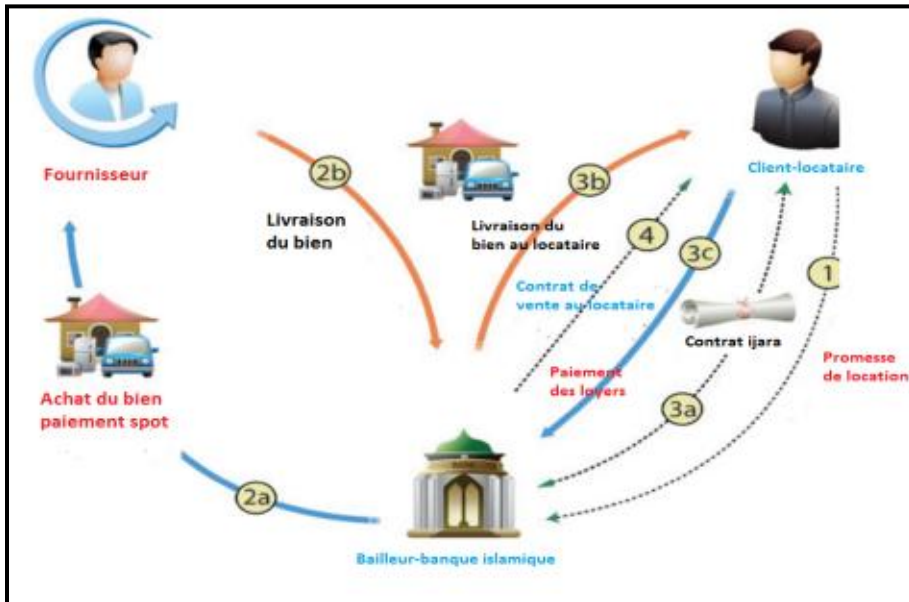 Fournisseur
Client-locataire
2b
Livraison
du bien
3b
Livraison du
bien au locataire
4
3c
1
Contrat de
vente au locataire
Contrat ijara
Promesse
de location
Paiement
des loyers
3a
Achat du bien
paiement spot
2a
Bailleur-banque islamique